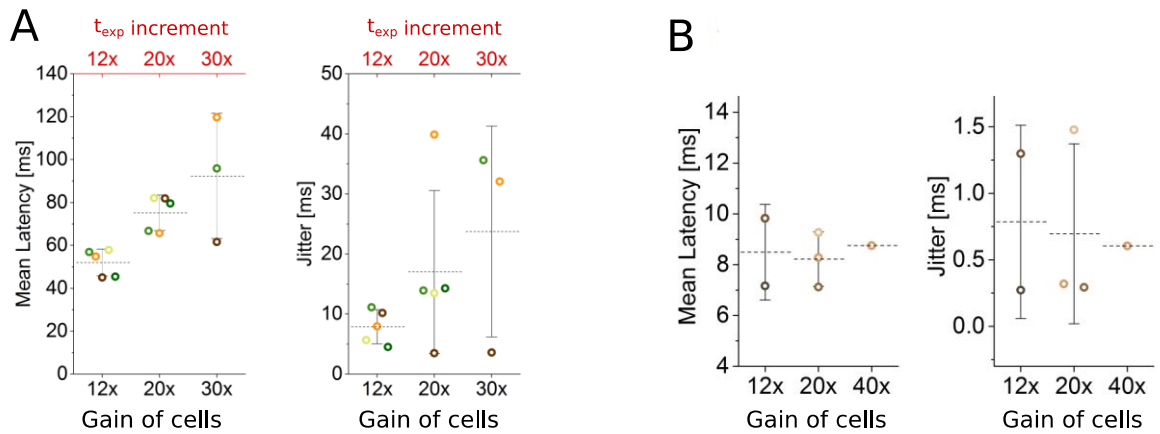 A
t_exp increment
12x 20x 30x
Mean Latency [ms]
140
120
100
80
60
40
20
0
12x 20x 30x
Gain of cells
t_exp increment
12x 20x 30x
Jitter [ms]
50
40
30
20
10
0
12x 20x 30x
Gain of cells
B
Mean Latency [ms]
14
12
10
8
6
4
12x 20x 40x
Gain of cells
Jitter [ms]
1.5
1.0
0.5
0.0
12x 20x 40x
Gain of cells